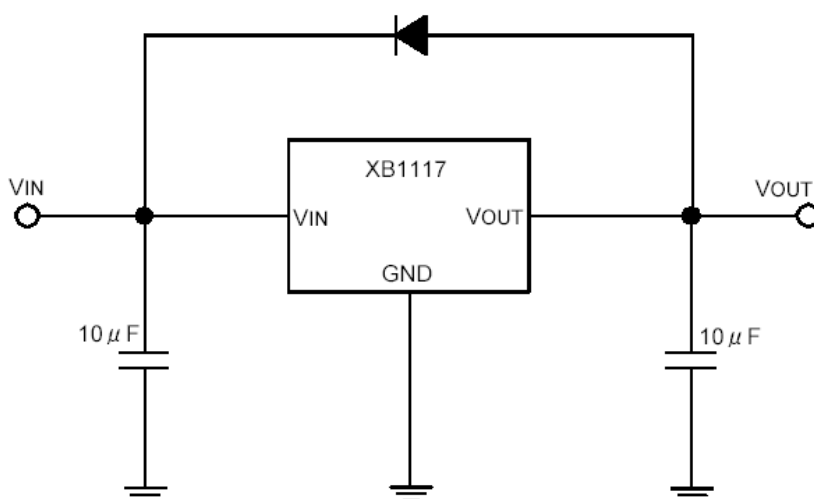 XB1117
VIN
VIN
VOUT
VOUT
GND
10μF
10μF